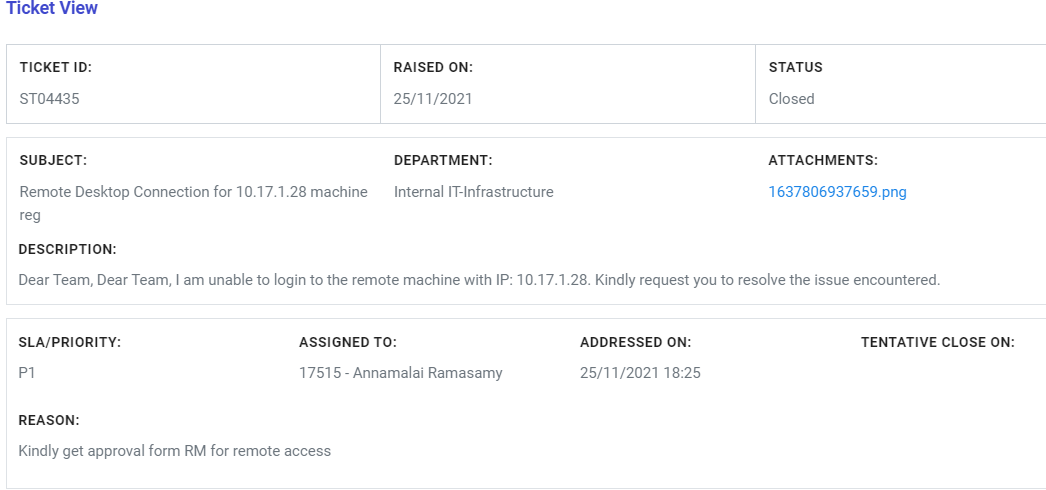 Ticket View
TICKET ID: RAISED ON: STATUS
ST04435 25/11/2021 Closed
SUBJECT: DEPARTMENT: ATTACHMENTS:
Remote Desktop Connection for 10.17.1.28 machine Internal IT-Infrastructure 1637806937659.png
reg
DESCRIPTION:
Dear Team, Dear Team, I am unable to login to the remote machine with IP: 10.17.1.28. Kindly request you to resolve the issue encountered.
SLA/PRIORITY: ASSIGNED TO: ADDRESSED ON: TENTATIVE CLOSE ON:
P1 17515 - Annamalai Ramasamy 25/11/2021 18:25
REASON:
Kindly get approval form RM for remote access